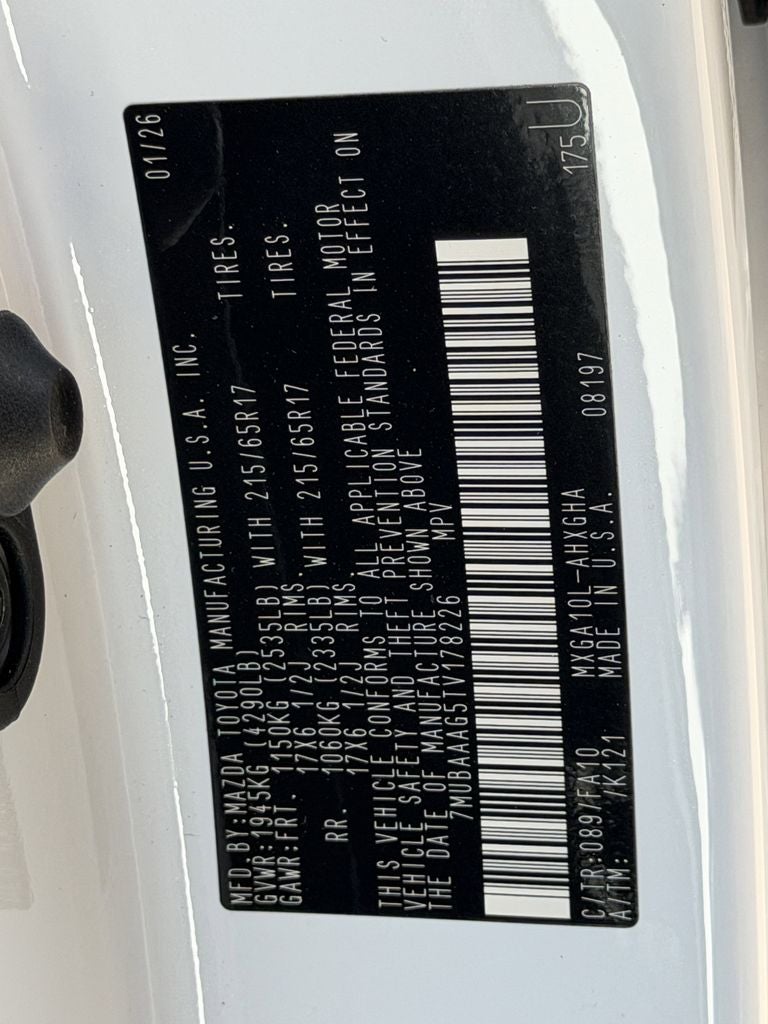 MFD.BY:MAZDA TOYOTA MANUFACTURING U.S.A. INC. 01/26
GVWR:1945KG (4290LB)
GAWR:FRT 1150KG (2535LB) WITH 215/65R17 TIRES.
17X6 1/2J RIMS.
RR. 1060KG (2335LB) WITH 215/65R17 TIRES.
17X6 1/2J RIMS
THIS VEHICLE CONFORMS TO ALL APPLICABLE FEDERAL MOTOR
VEHICLE SAFETY AND THEFT PREVENTION STANDARDS IN EFFECT ON
THE DATE OF MANUFACTURE SHOWN ABOVE
7MUBAAAG5TV178226 MPV
C/TR:089/FA10 MXGA10L-AHXGHA 08197 175U
A/TM: /K121 MADE IN U.S.A.